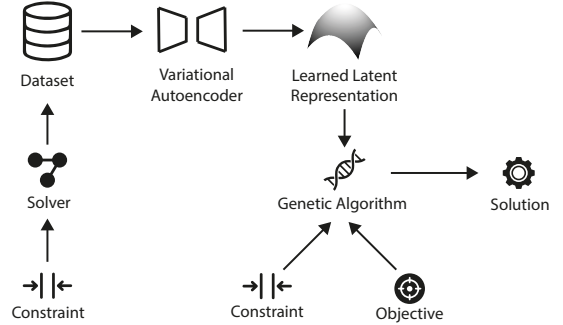 Dataset
Variational
Autoencoder
Learned Latent
Representation
Solver
Genetic Algorithm
Solution
Constraint
Constraint
Objective